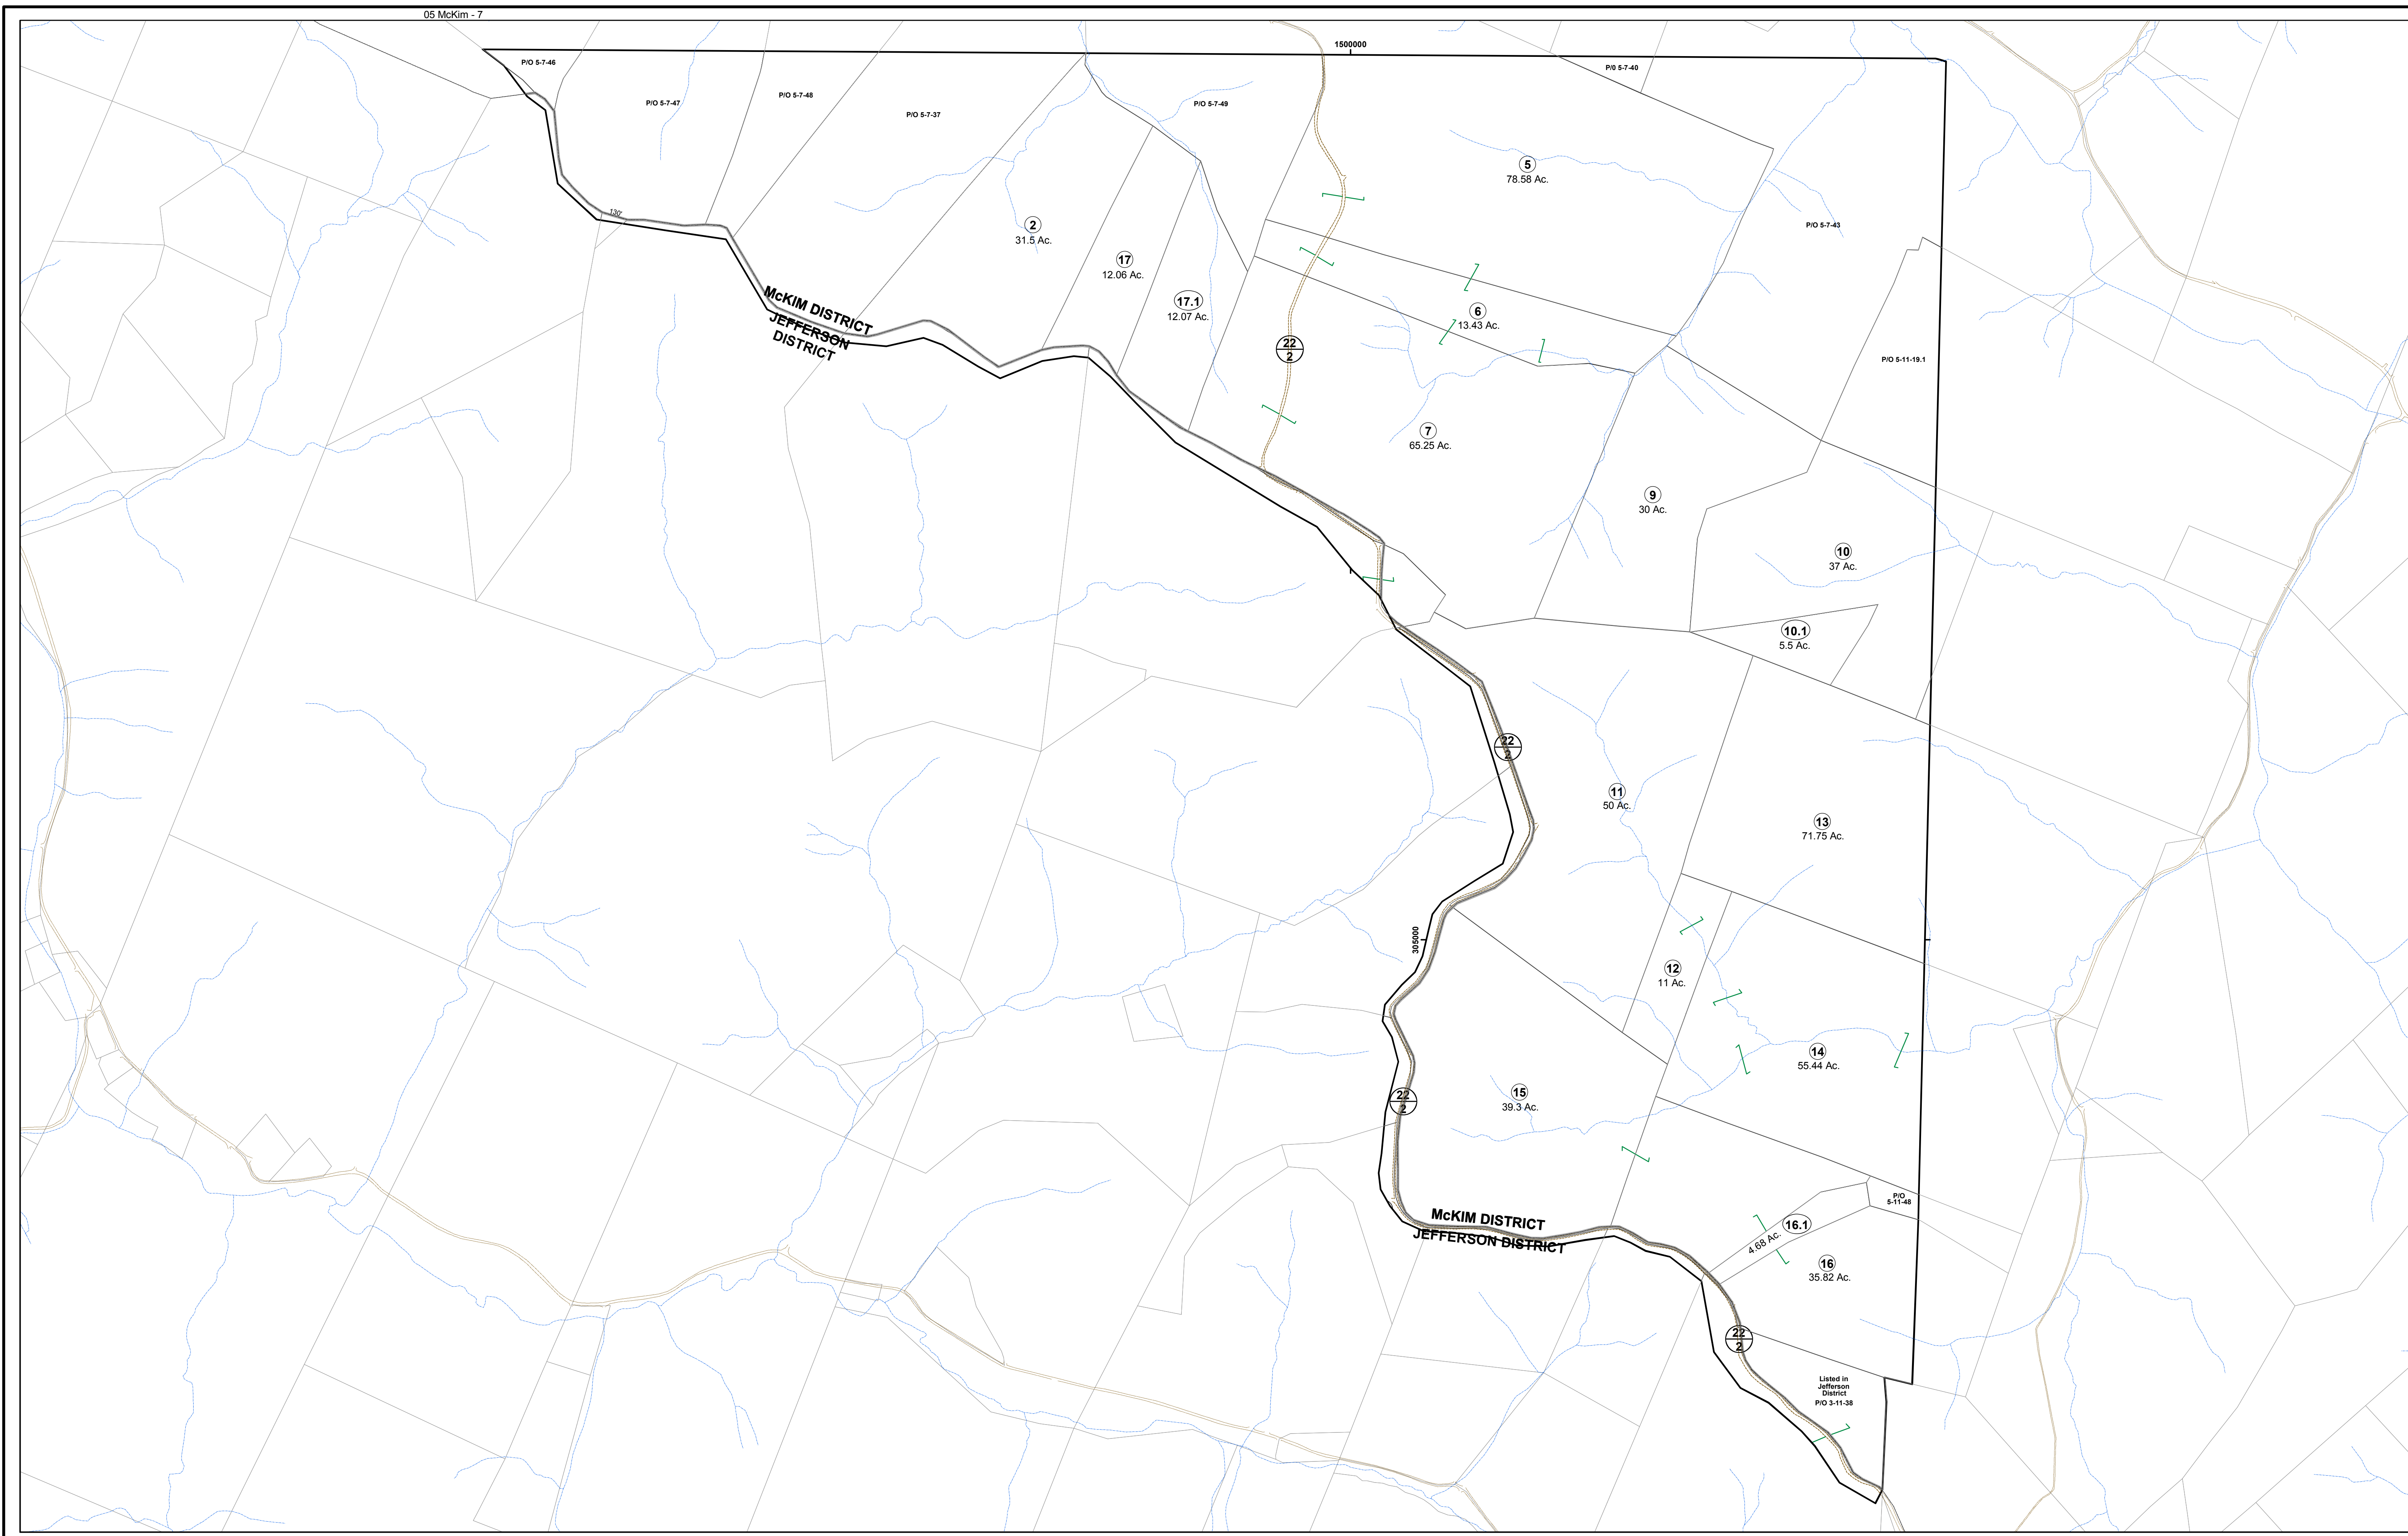 05 McKim - 7
1500000
P/O 5-7-46
P/O 5-7-47
P/O 5-7-48
P/O 5-7-37
P/O 5-7-49
P/0 5-7-40
5
78.58 Ac.
130'
2
31.5 Ac.
P/O 5-7-43
17
12.06 Ac.
17.1
12.07 Ac.
McKIM DISTRICT
JEFFERSON
DISTRICT
6
13.43 Ac.
22
2
P/O 5-11-19.1
7
65.25 Ac.
9
30 Ac.
10
37 Ac.
10.1
5.5 Ac.
22
2
11
50 Ac.
13
71.75 Ac.
305000
12
11 Ac.
14
55.44 Ac.
22
2
15
39.3 Ac.
P/O
5-11-48
McKIM DISTRICT
JEFFERSON DISTRICT
16.1
4.68 Ac.
16
35.82 Ac.
22
2
Listed in
Jefferson
District
P/O 3-11-38